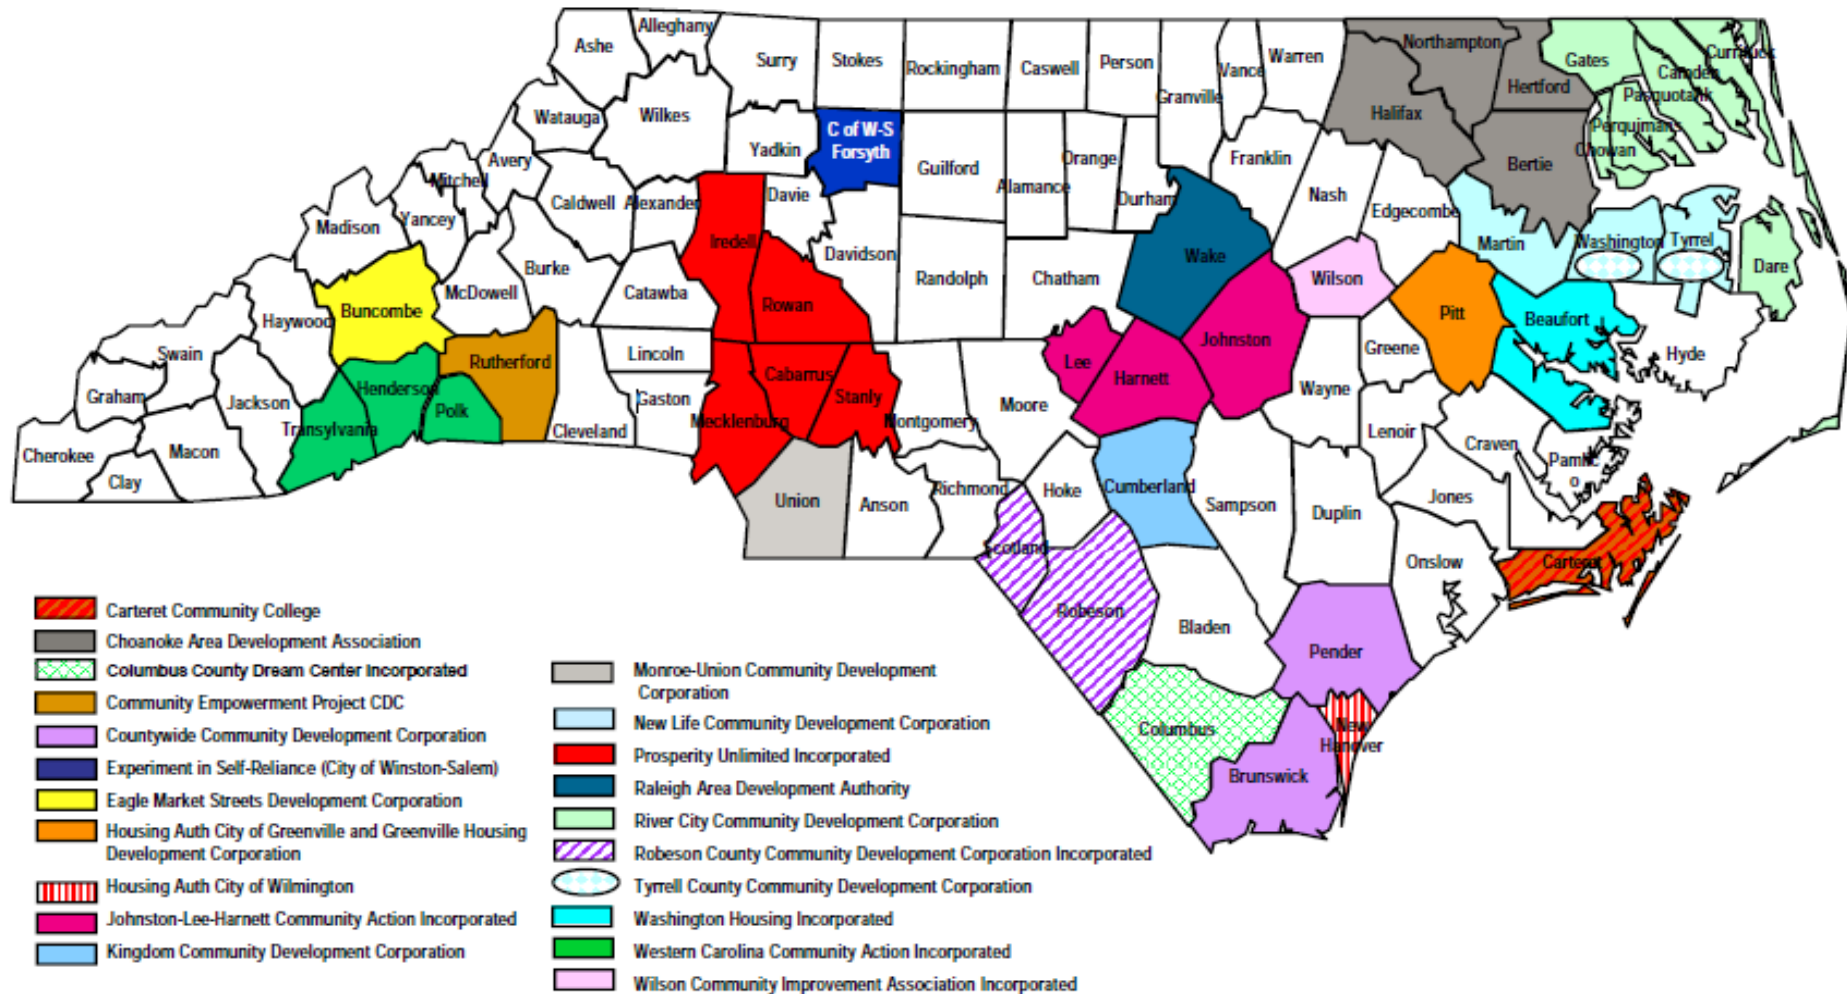 Alleghany
Ashe
Surry
Stokes
Rockingham
Caswell
Person
Granville
Vance
Warren
Northampton
Gates
Currituck
Camden
Hertford
Pasquotank
Halifax
Perquimans
Chowan
Bertie
Watauga
Wilkes
Yadkin
C of W-S
Forsyth
Guilford
Alamance
Orange
Durham
Franklin
Nash
Edgecombe
Martin
Washington
Tyrrel
Dare
Avery
Mitchell
Yancey
Madison
Caldwell
Alexander
Davie
Iredell
Davidson
Randolph
Chatham
Wake
Wilson
Pitt
Beaufort
Hyde
Burke
McDowell
Catawba
Rowan
Buncombe
Haywood
Swain
Graham
Jackson
Macon
Cherokee
Clay
Henderson
Transylvania
Polk
Rutherford
Cleveland
Lincoln
Gaston
Mecklenburg
Cabarrus
Stanly
Montgomery
Moore
Lee
Harnett
Johnston
Wayne
Greene
Lenoir
Craven
Pamlic
o
Jones
Union
Anson
Richmond
Hoke
Scotland
Cumberland
Sampson
Duplin
Onslow
Carteret
Robeson
Bladen
Pender
Columbus
New
Hanover
Brunswick
Carteret Community College
Choanoke Area Development Association
Columbus County Dream Center Incorporated
Community Empowerment Project CDC
Countywide Community Development Corporation
Experiment in Self-Reliance (City of Winston-Salem)
Eagle Market Streets Development Corporation
Housing Auth City of Greenville and Greenville Housing
Development Corporation
Housing Auth City of Wilmington
Johnston-Lee-Harnett Community Action Incorporated
Kingdom Community Development Corporation
Monroe-Union Community Development
Corporation
New Life Community Development Corporation
Prosperity Unlimited Incorporated
Raleigh Area Development Authority
River City Community Development Corporation
Robeson County Community Development Corporation Incorporated
Tyrrell County Community Development Corporation
Washington Housing Incorporated
Western Carolina Community Action Incorporated
Wilson Community Improvement Association Incorporated